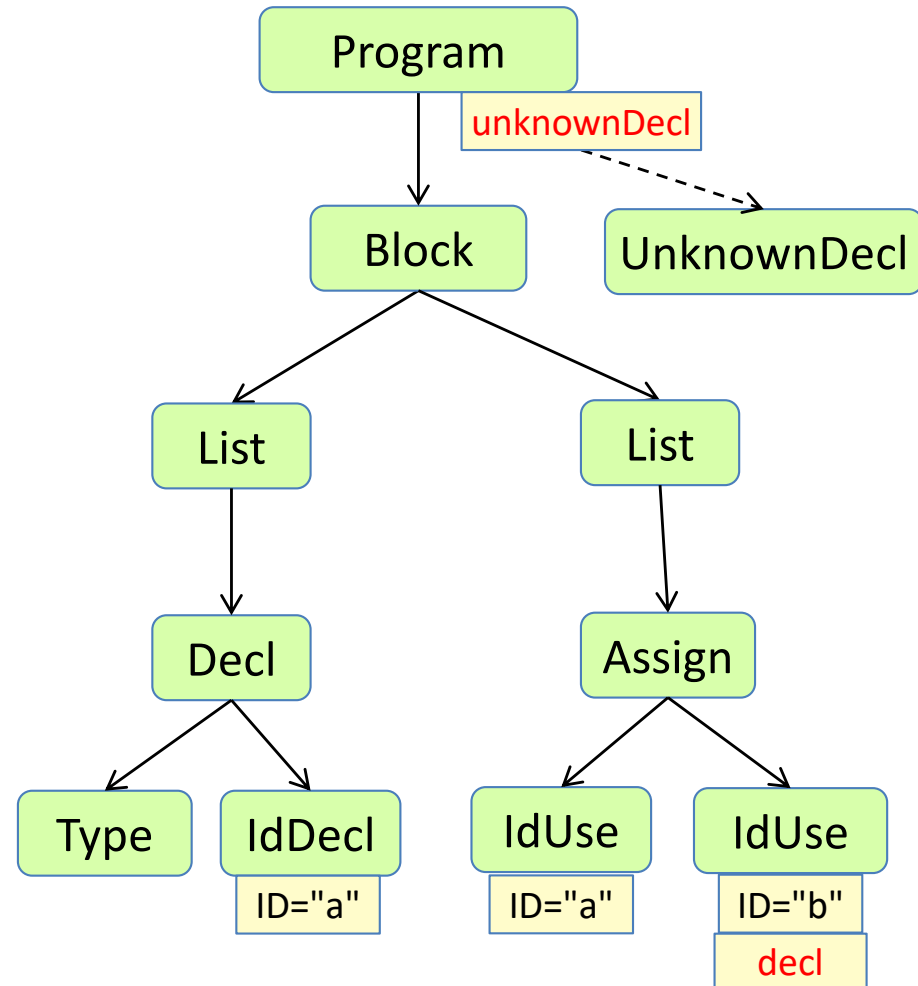 Program
unknownDecl
Block
UnknownDecl
List
List
Decl
Assign
Type
IdDecl
IdUse
IdUse
ID="a"
ID="a"
ID="b"
decl